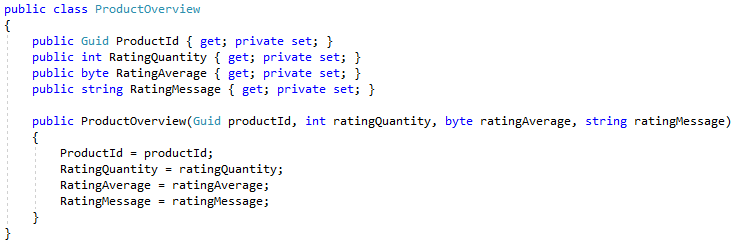 public class ProductOverview
{
    public Guid ProductId { get; private set; }
    public int RatingQuantity { get; private set; }
    public byte RatingAverage { get; private set; }
    public string RatingMessage { get; private set; }

    public ProductOverview(Guid productId, int ratingQuantity, byte ratingAverage, string ratingMessage)
    {
        ProductId = productId;
        RatingQuantity = ratingQuantity;
        RatingAverage = ratingAverage;
        RatingMessage = ratingMessage;
    }
}